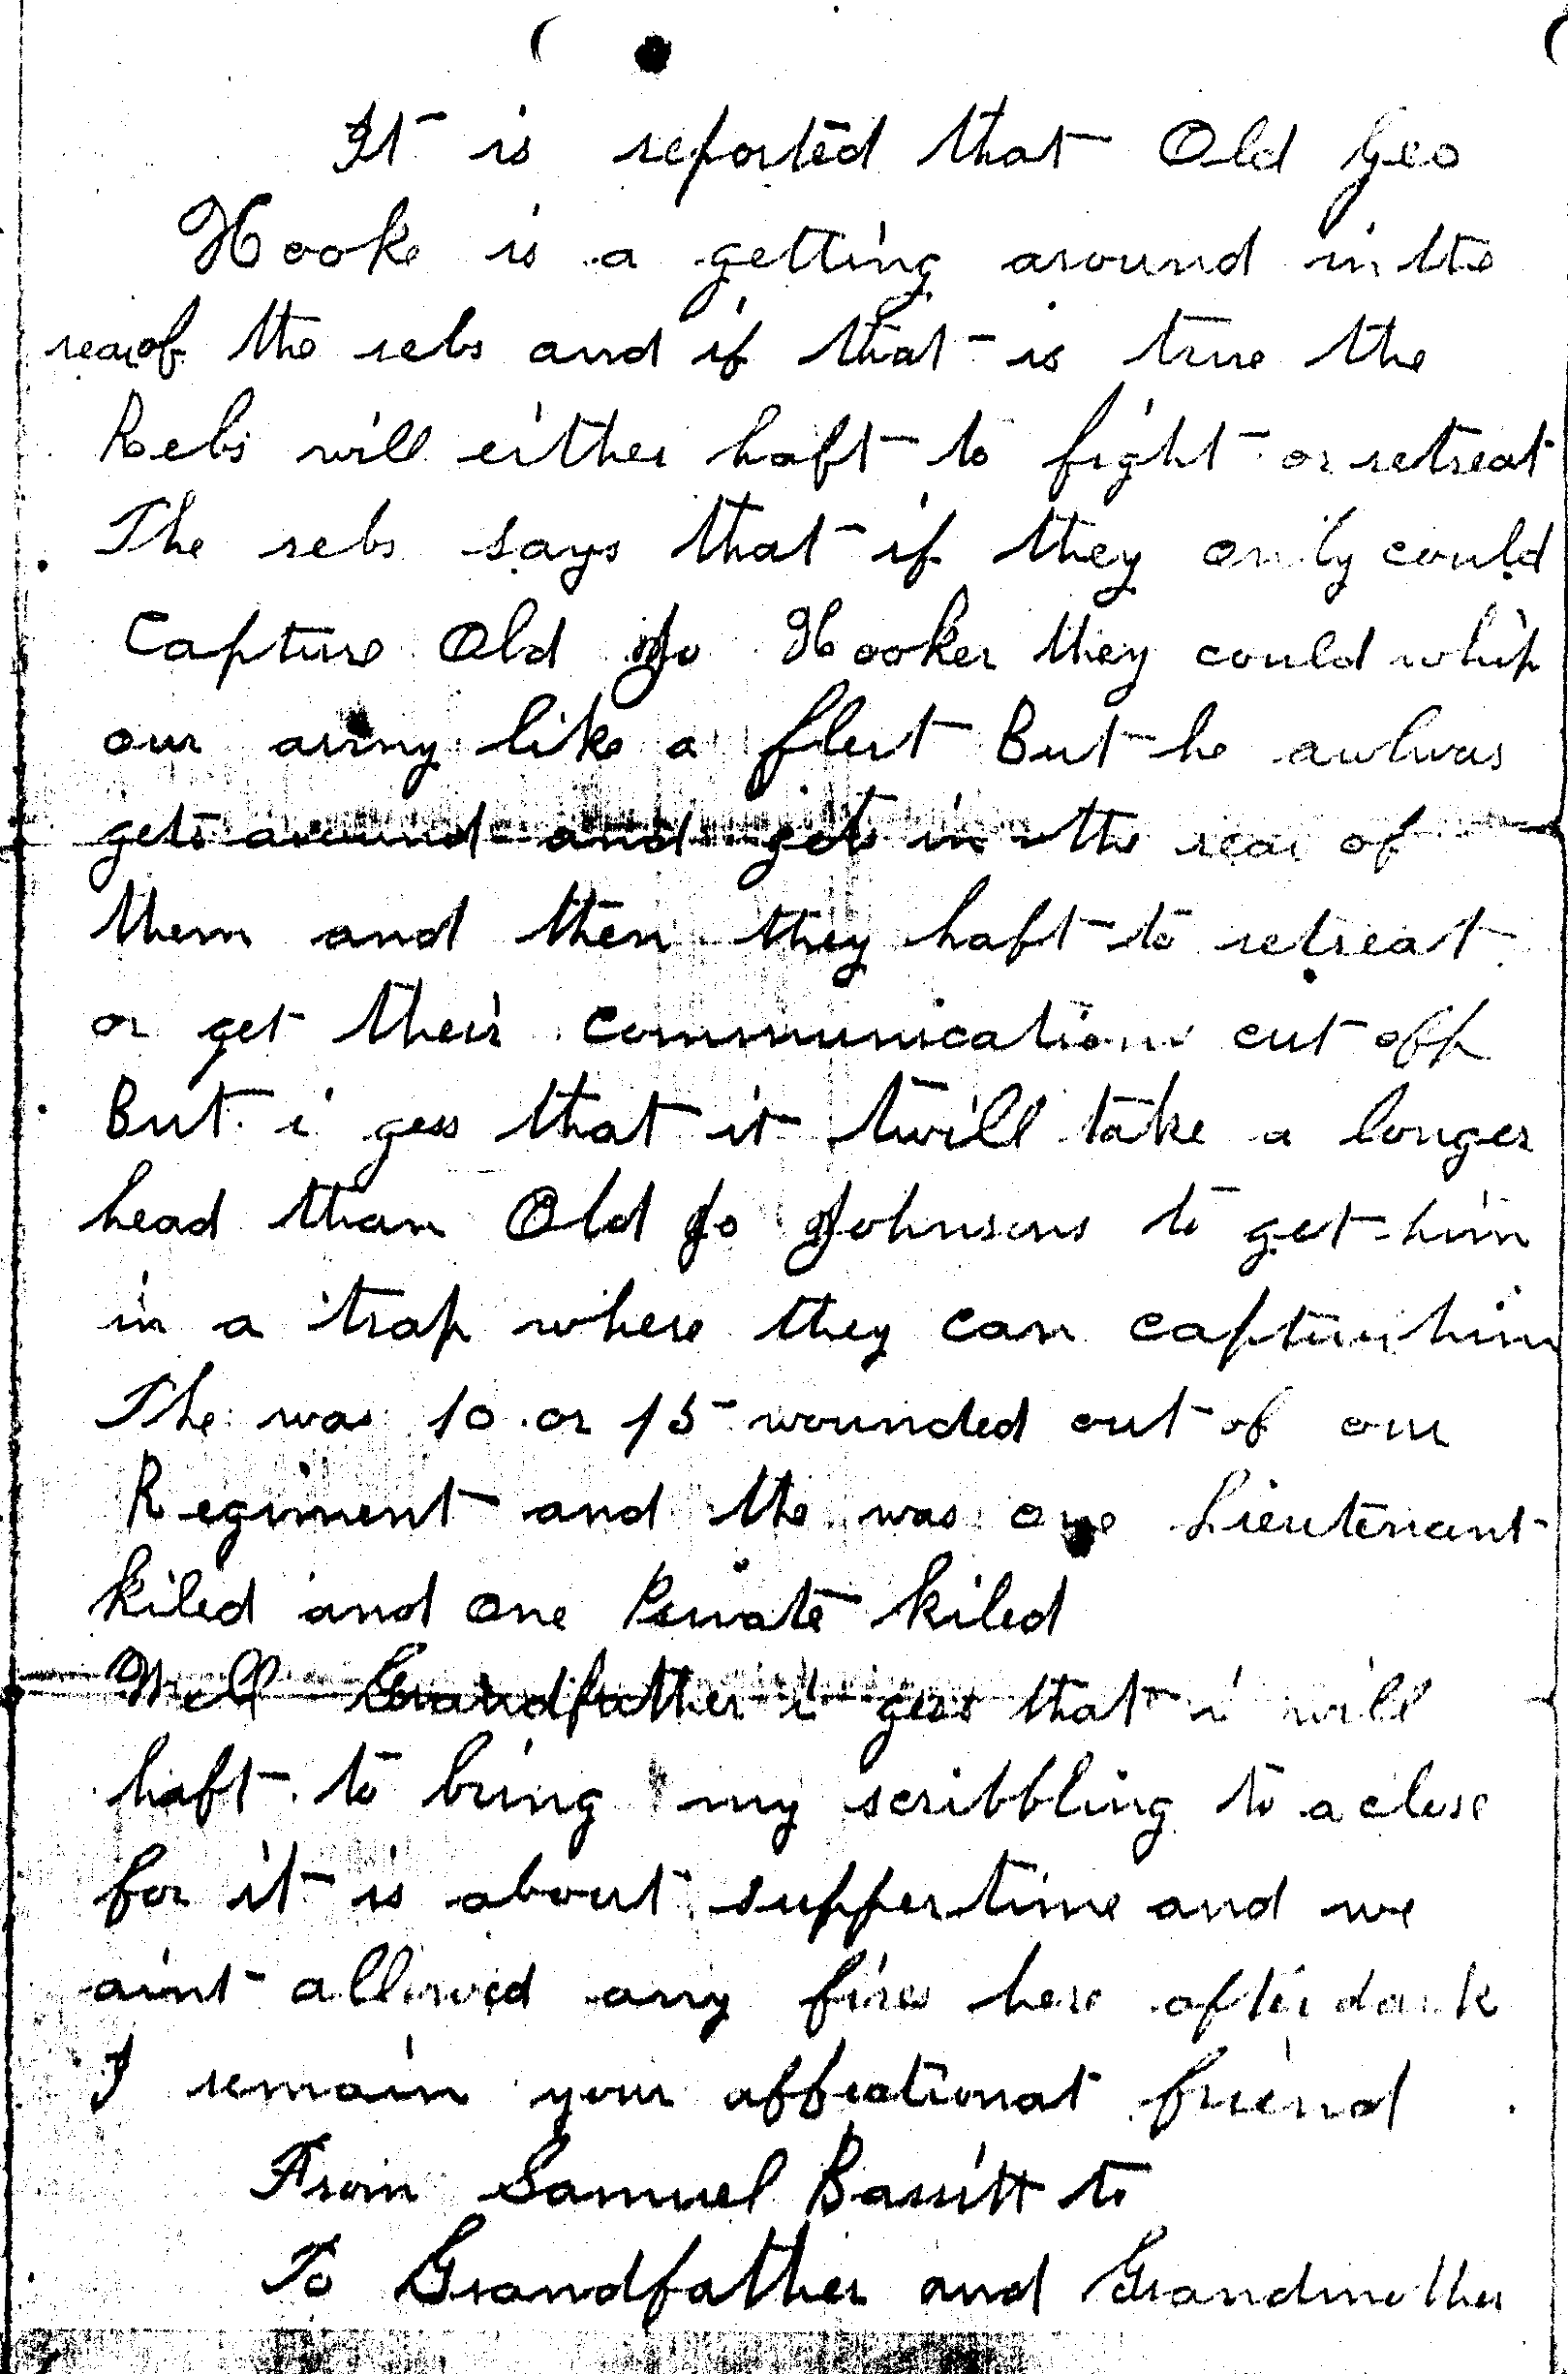 It is reported that Old Geo
Hooke is a getting around in the
rear of the rebs and if that is true the
Rebs will either haft to fight or retreat
The rebs says that if they only could
Capture Old Jo Hooker they could whip
our army like a flert But he awlwas
gets around and gets in the rear of
them and then they haft to retreat
or get their communications cut off
But i gess that it twill take a longer
head than Old Jo Johnsons to get him
in a trap where they can capture him
The was 10 or 15 wounded out of our
Regiment and the was one Lieutenant
kiled and one Private kiled
Well Grandfather i gess that i will
haft to bring my scribbling to a close
for it is about supper time and we
aint allowed any fires here after dark
I remain your affeationat friend
From Samuel Bassitt to
To Grandfather and Grandmother